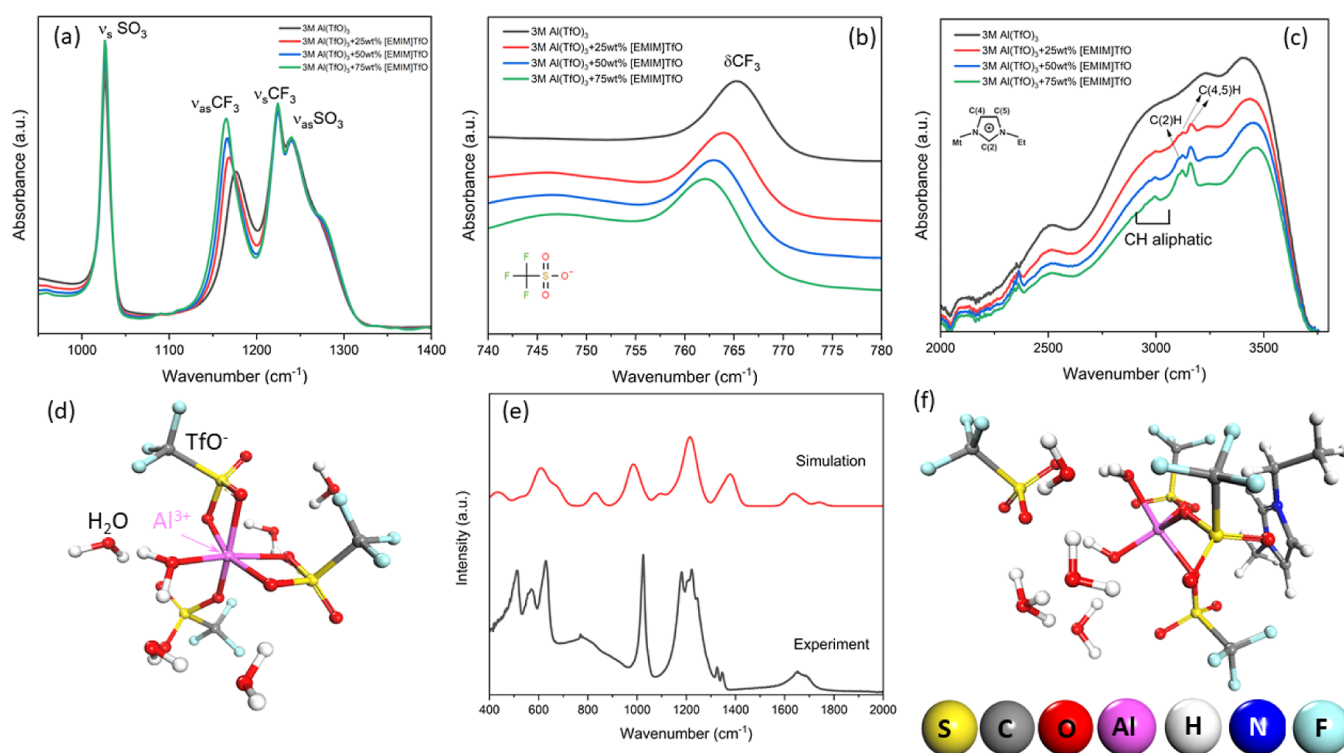 (a)
νs SO3
3M Al(TfO)3
3M Al(TfO)3+25wt% [EMIM]TfO
3M Al(TfO)3+50wt% [EMIM]TfO
3M Al(TfO)3+75wt% [EMIM]TfO
νasCF3
νsCF3
νasSO3
Absorbance (a.u.)
1000 1100 1200 1300 1400
Wavenumber (cm-1)
(b)
3M Al(TfO)3
3M Al(TfO)3+25wt% [EMIM]TfO
3M Al(TfO)3+50wt% [EMIM]TfO
3M Al(TfO)3+75wt% [EMIM]TfO
δCF3
F F F S O O O-
Absorbance (a.u.)
740 745 750 755 760 765 770 775 780
Wavenumber (cm-1)
(c)
3M Al(TfO)3
3M Al(TfO)3+25wt% [EMIM]TfO
3M Al(TfO)3+50wt% [EMIM]TfO
3M Al(TfO)3+75wt% [EMIM]TfO
C(4,5)H
C(2)H
C(4) C(5)
N + N
Mt Et
C(2)
CH aliphatic
Absorbance (a.u.)
2000 2500 3000 3500
Wavenumber (cm-1)
(d)
TfO-
H2O
Al3+
(e)
Simulation
Experiment
Intensity (a.u.)
400 600 800 1000 1200 1400 1600 1800 2000
Wavenumber (cm-1)
(f)
S C O Al H N F